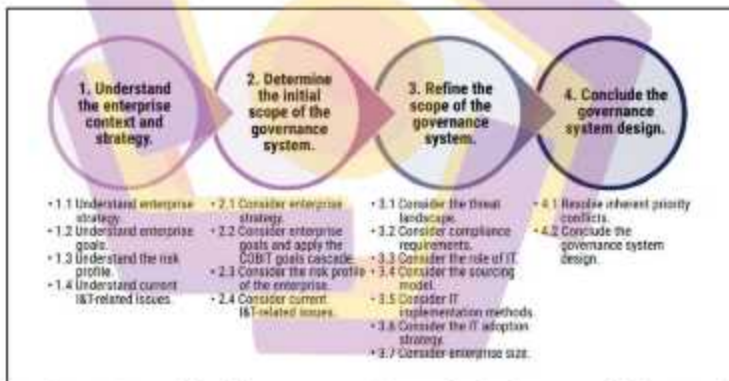 1. Understand
the enterprise
context and
strategy.
2. Determine
the initial
scope of the
governance
system.
3. Refine the
scope of the
governance
system.
4. Conclude the
governance
system design.
• 1.1 Understand enterprise
strategy.
• 1.2 Understand enterprise
goals.
• 1.3 Understand the risk
profile.
• 1.4 Understand current
I&T-related issues.
• 2.1 Consider enterprise
strategy.
• 2.2 Consider enterprise
goals and apply the
COBIT goals cascade.
• 2.3 Consider the risk profile
of the enterprise.
• 2.4 Consider current
I&T-related issues.
• 3.1 Consider the threat
landscape.
• 3.2 Consider compliance
requirements.
• 3.3 Consider the role of IT.
• 3.4 Consider the sourcing
model.
• 3.5 Consider IT
implementation methods.
• 3.6 Consider the IT adoption
strategy.
• 3.7 Consider enterprise size.
• 4.1 Resolve inherent priority
conflicts.
• 4.2 Conclude the
governance system
design.